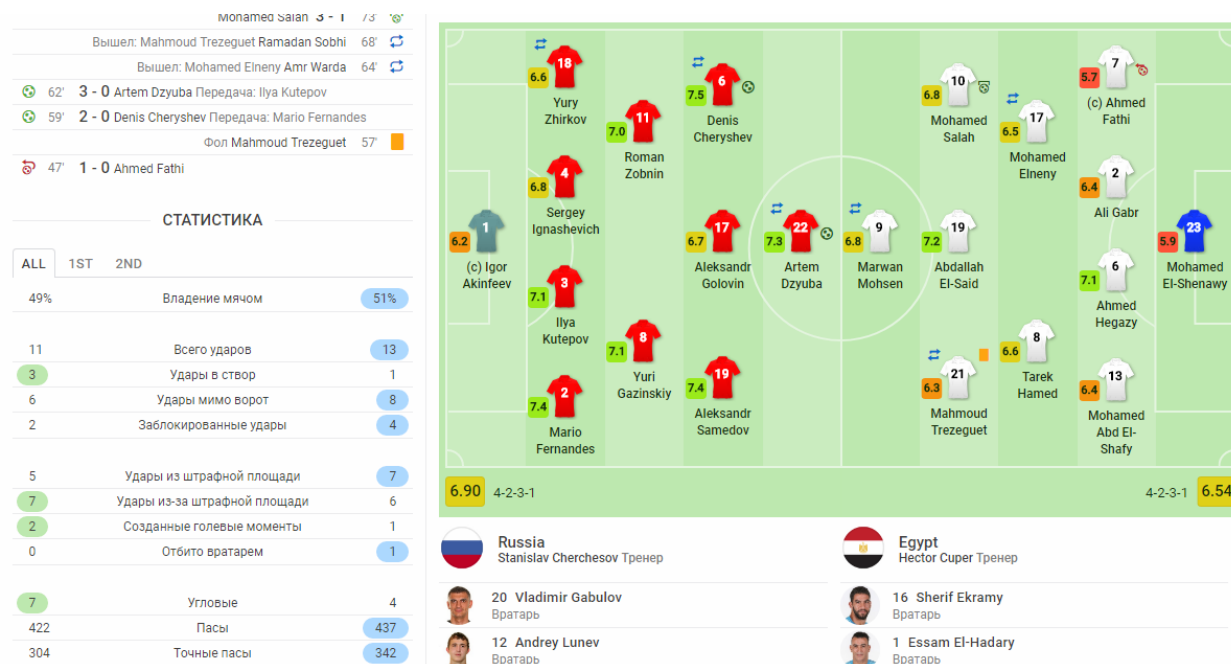 Mohamed Salah 3 - 1 73'
Вышел: Mahmoud Trezeguet Ramadan Sobhi 68'
Вышел: Mohamed Elneny Amr Warda 64'
62' 3 - 0 Artem Dzyuba Передача: Ilya Kutepov
59' 2 - 0 Denis Cheryshev Передача: Mario Fernandes
Фол Mahmoud Trezeguet 57'
47' 1 - 0 Ahmed Fathi
СТАТИСТИКА
ALL 1ST 2ND
49% Владение мячом 51%
11 Всего ударов 13
3 Удары в створ 1
6 Удары мимо ворот 8
2 Заблокированные удары 4
5 Удары из штрафной площади 7
7 Удары из-за штрафной площади 6
2 Созданные голевые моменты 1
0 Отбито вратарем 1
7 Угловые 4
422 Пасы 437
304 Точные пасы 342
1
6.2
(c) Igor
Akinfeev
18
6.6
Yury
Zhirkov
4
6.8
Sergey
Ignashevich
3
7.1
Ilya
Kutepov
2
7.4
Mario
Fernandes
11
7.0
Roman
Zobnin
8
7.1
Yuri
Gazinskiy
6
7.5
Denis
Cheryshev
17
6.7
Aleksandr
Golovin
19
7.4
Aleksandr
Samedov
22
7.3
Artem
Dzyuba
9
6.8
Marwan
Mohsen
10
6.8
Mohamed
Salah
19
7.2
Abdallah
El-Said
21
6.3
Mahmoud
Trezeguet
17
6.5
Mohamed
Elneny
8
6.6
Tarek
Hamed
7
5.7
(c) Ahmed
Fathi
2
6.4
Ali Gabr
6
7.1
Ahmed
Hegazy
13
6.4
Mohamed
Abd El-
Shafy
23
5.9
Mohamed
El-Shenawy
6.90 4-2-3-1
4-2-3-1 6.54
Russia
Stanislav Cherchesov Тренер
20 Vladimir Gabulov
Вратарь
12 Andrey Lunev
Вратарь
Egypt
Hector Cuper Тренер
16 Sherif Ekramy
Вратарь
1 Essam El-Hadary
Вратарь